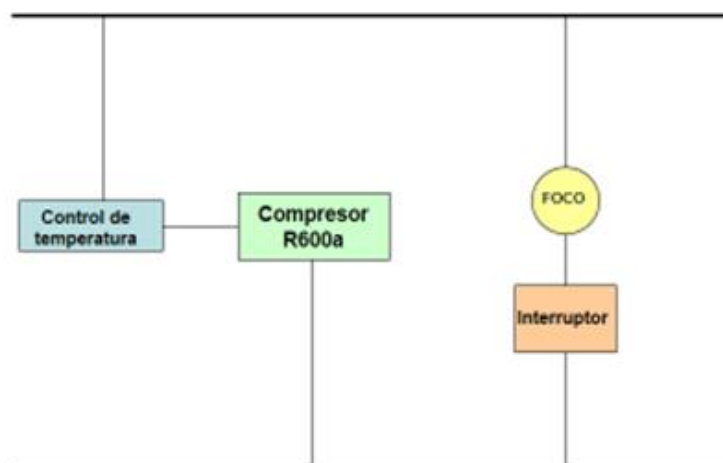 Control de
temperatura
Compresor
R600a
FOCO
Interruptor